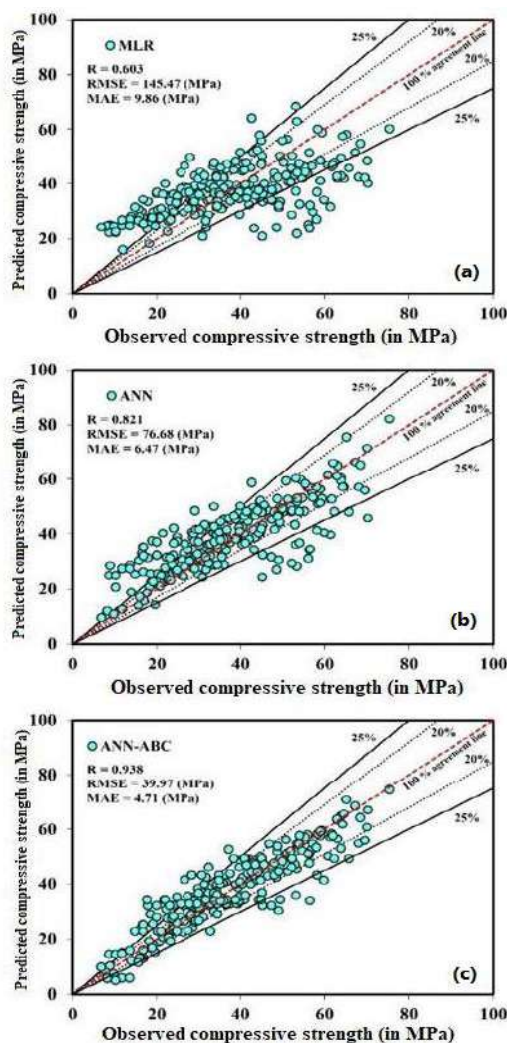 100
25%
20%
MLR
80
R = 0.603
RMSE = 145.47 (MPa)
MAE = 9.86 (MPa)
100 % agreement line
20%
25%
60
40
20
0
0 20 40 60 80 100
(a)
Predicted compressive strength (in MPa)
Observed compressive strength (in MPa)
100
25%
20%
ANN
80
R = 0.821
RMSE = 76.68 (MPa)
MAE = 6.47 (MPa)
100 % agreement line
20%
25%
60
40
20
0
0 20 40 60 80 100
(b)
Predicted compressive strength (in MPa)
Observed compressive strength (in MPa)
100
25%
20%
ANN-ABC
80
R = 0.938
RMSE = 39.97 (MPa)
MAE = 4.71 (MPa)
100 % agreement line
20%
25%
60
40
20
0
0 20 40 60 80 100
(c)
Predicted compressive strength (in MPa)
Observed compressive strength (in MPa)